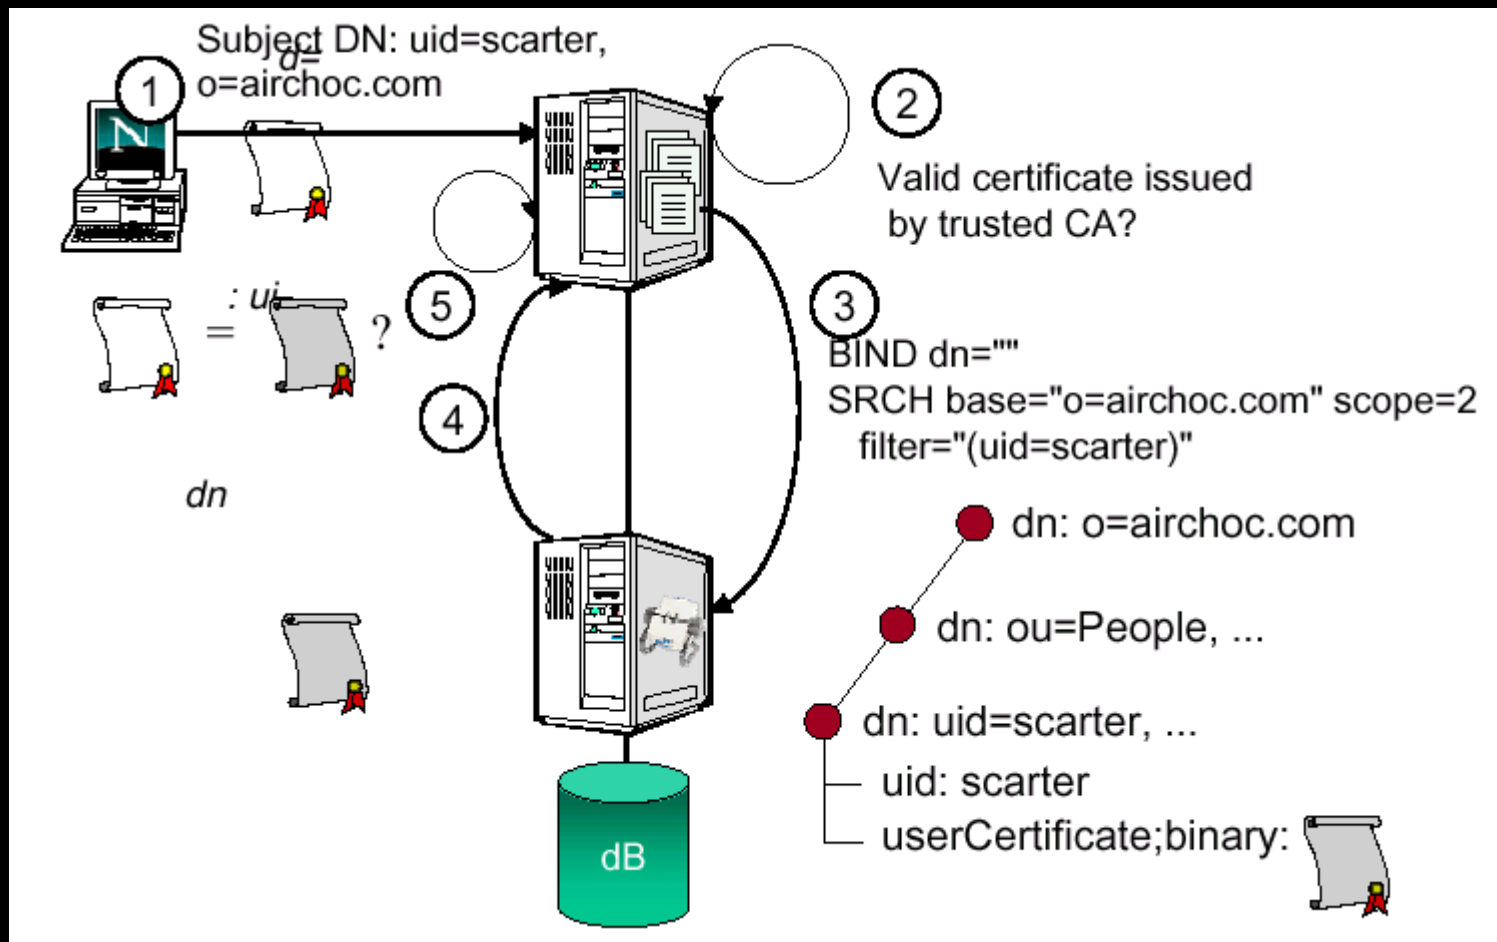 Subject DN: uid=scarter,
d=
o=airchoc.com
1
N
2
Valid certificate issued
by trusted CA?
: ui
= ?
5
3
BIND dn=""
SRCH base="o=airchoc.com" scope=2
filter="(uid=scarter)"
4
dn
dn: o=airchoc.com
dn: ou=People, ...
dn: uid=scarter, ...
uid: scarter
userCertificate;binary:
dB